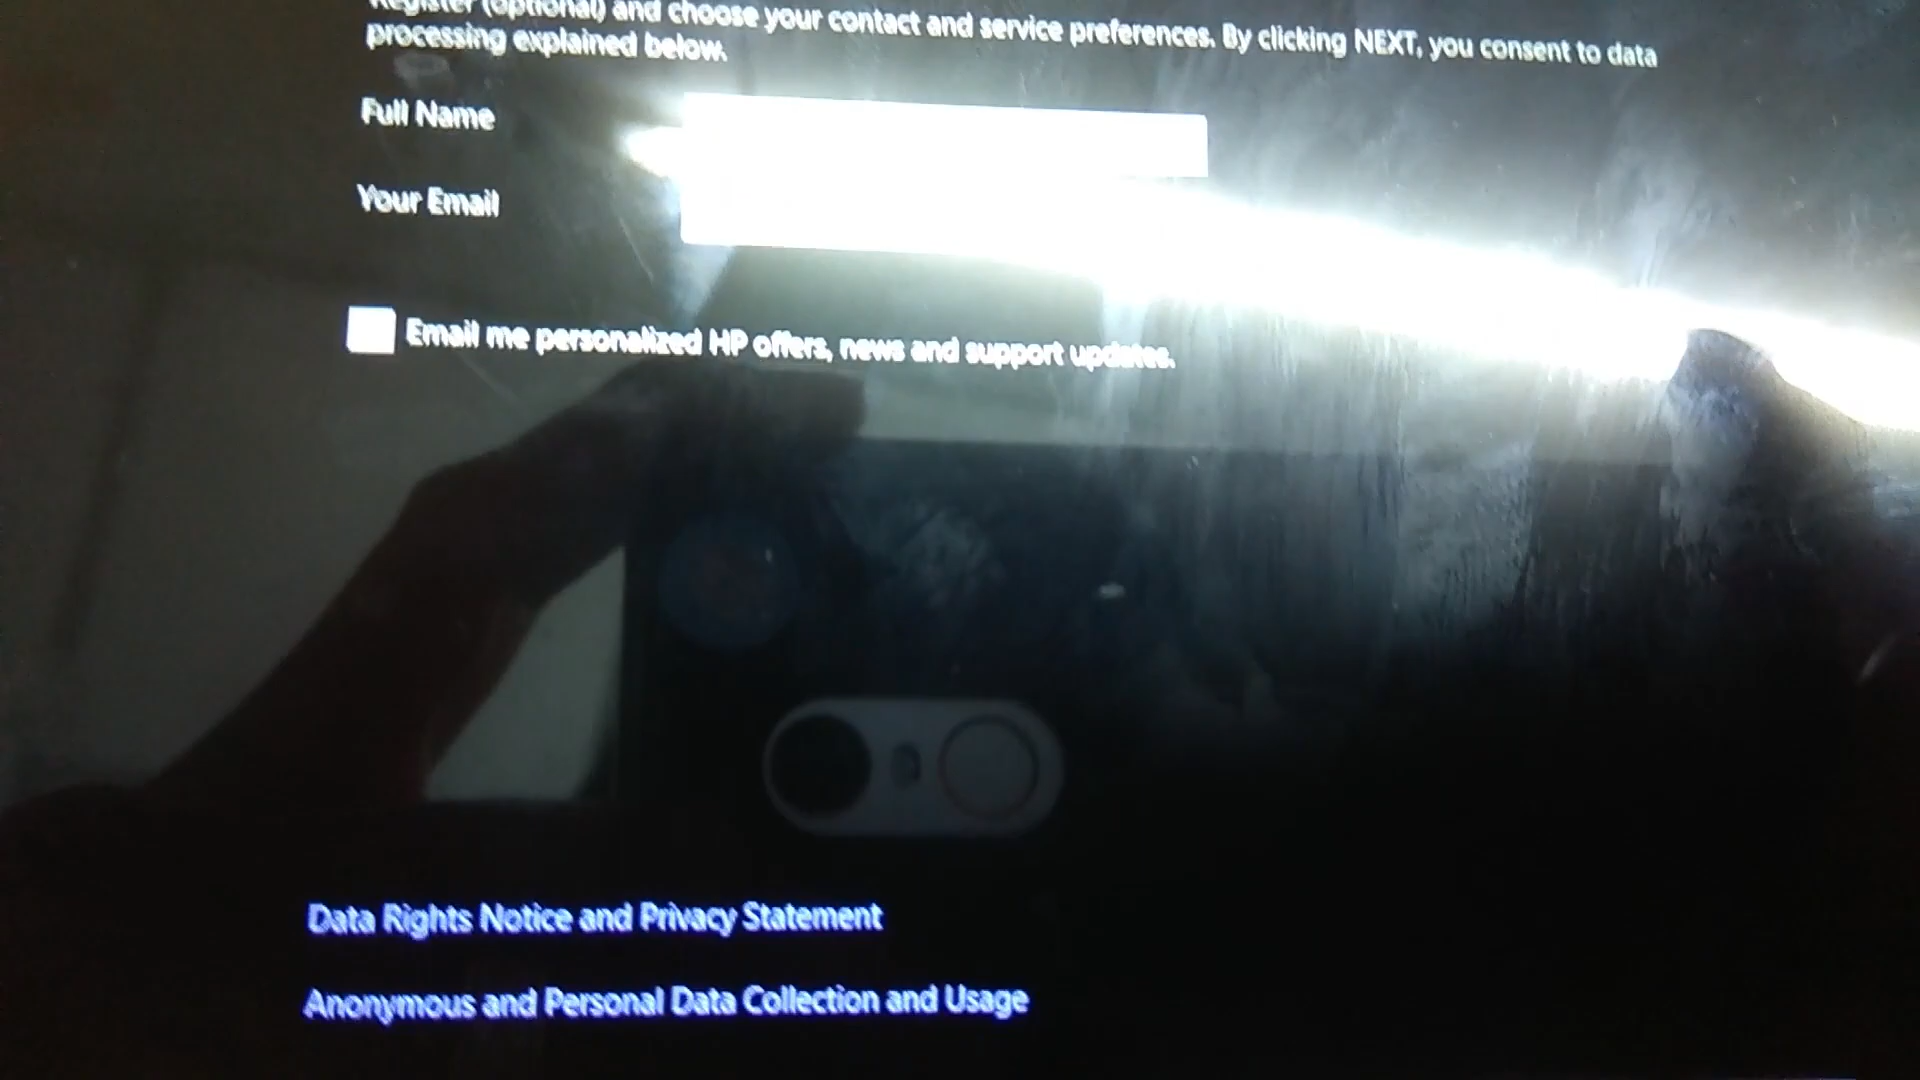 Register (optional) and choose your contact and service preferences. By clicking NEXT, you consent to data
processing explained below.
Full Name
Your Email
Email me personalized HP offers, news and support updates.
Data Rights Notice and Privacy Statement
Anonymous and Personal Data Collection and Usage